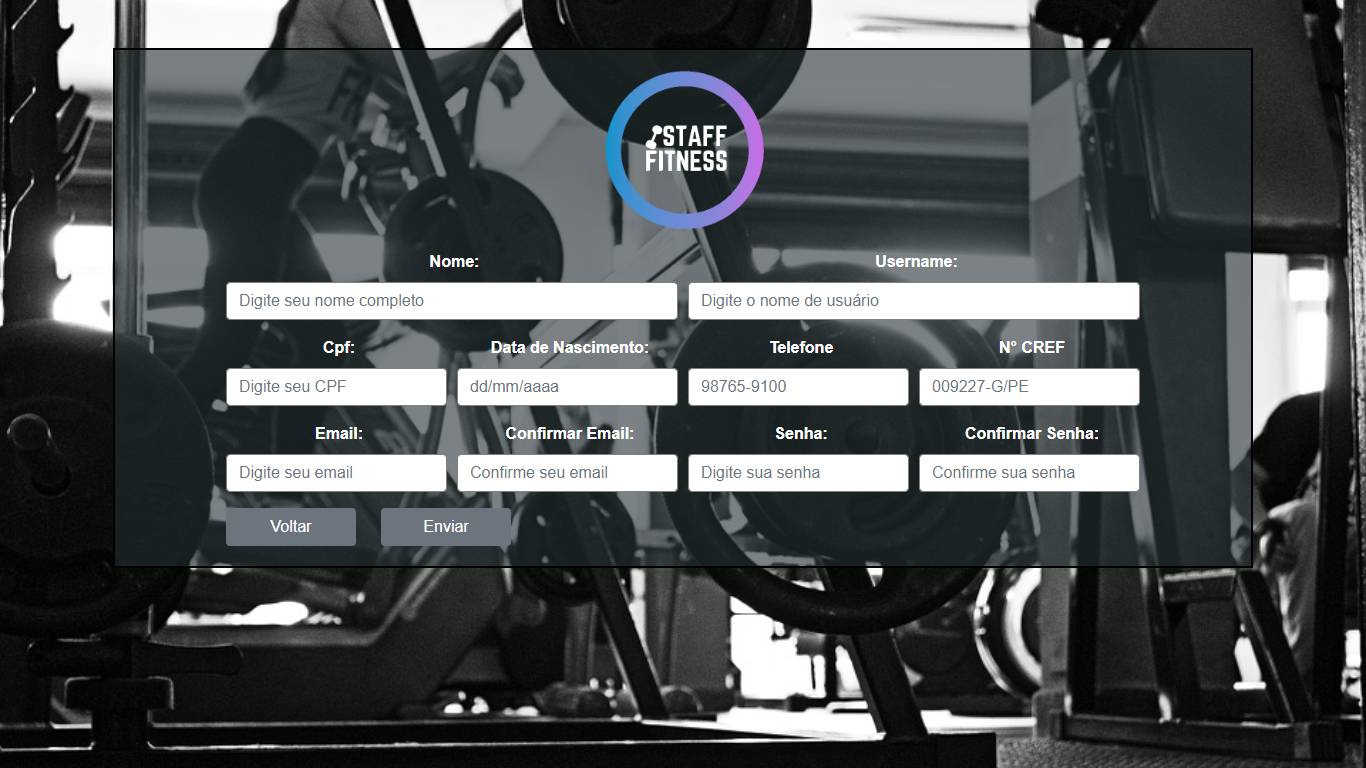 STAFF
FITNESS
Nome: Username:
Digite seu nome completo Digite o nome de usuário
Cpf: Data de Nascimento: Telefone N° CREF
Digite seu CPF dd/mm/aaaa 98765-9100 009227-G/PE
Email: Confirmar Email: Senha: Confirmar Senha:
Digite seu email Confirme seu email Digite sua senha Confirme sua senha
Voltar Enviar